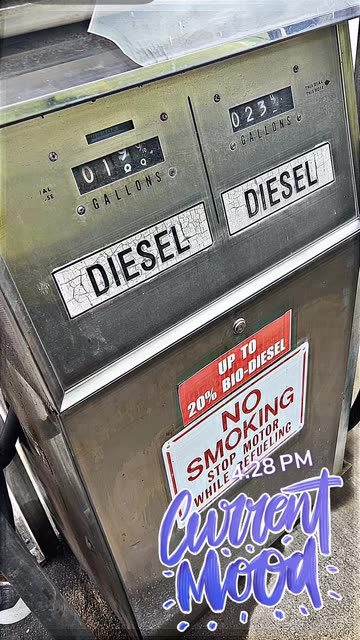 GALLONS
023
GALLONS
DIESEL
DIESEL
UP TO
20% BIO-DIESEL
NO
SMOKING
STOP MOTOR
WHILE REFUELING
4:28 PM
Current
Mood